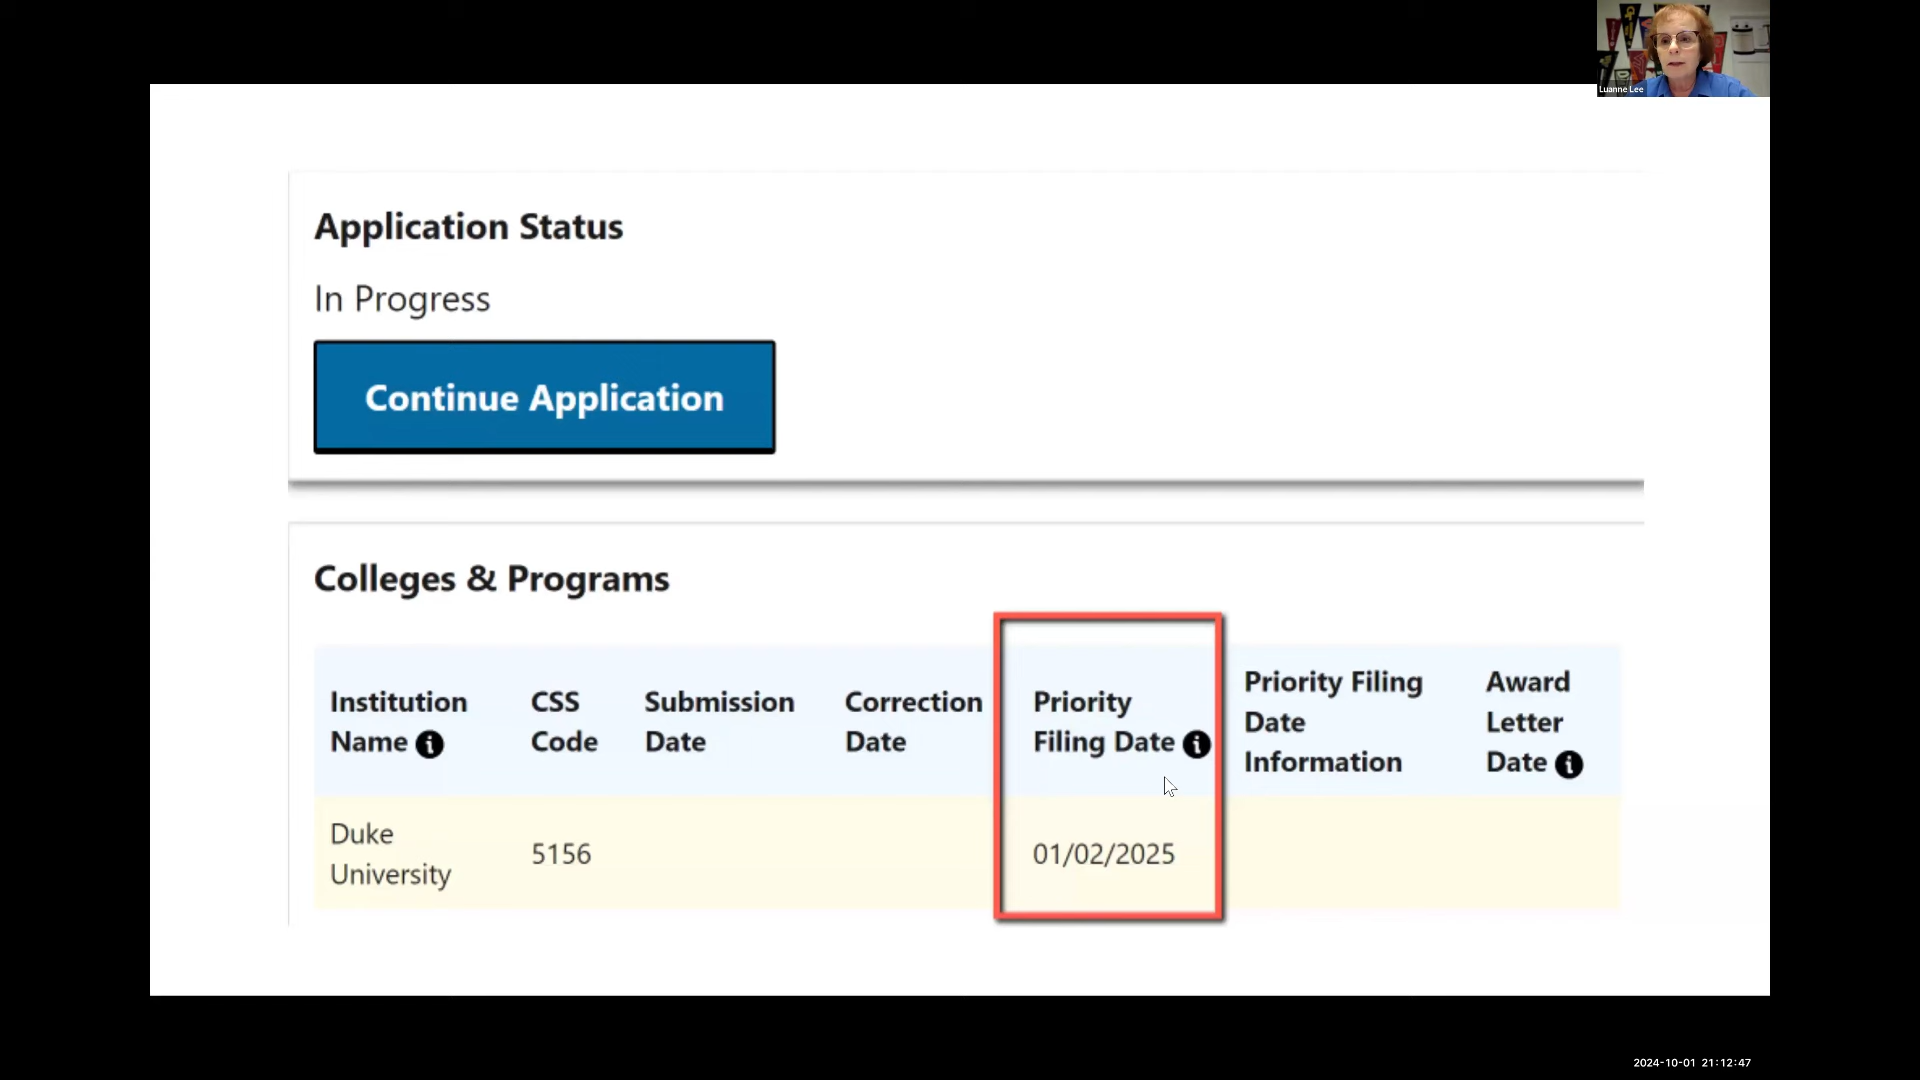 Luanne Lee
Application Status
In Progress
Continue Application
Colleges & Programs
Institution
Name
CSS
Code
Submission
Date
Correction
Date
Priority
Filing Date
Priority Filing
Date
Information
Award
Letter
Date
Duke
University
5156
01/02/2025
2024-10-01 21:12:47